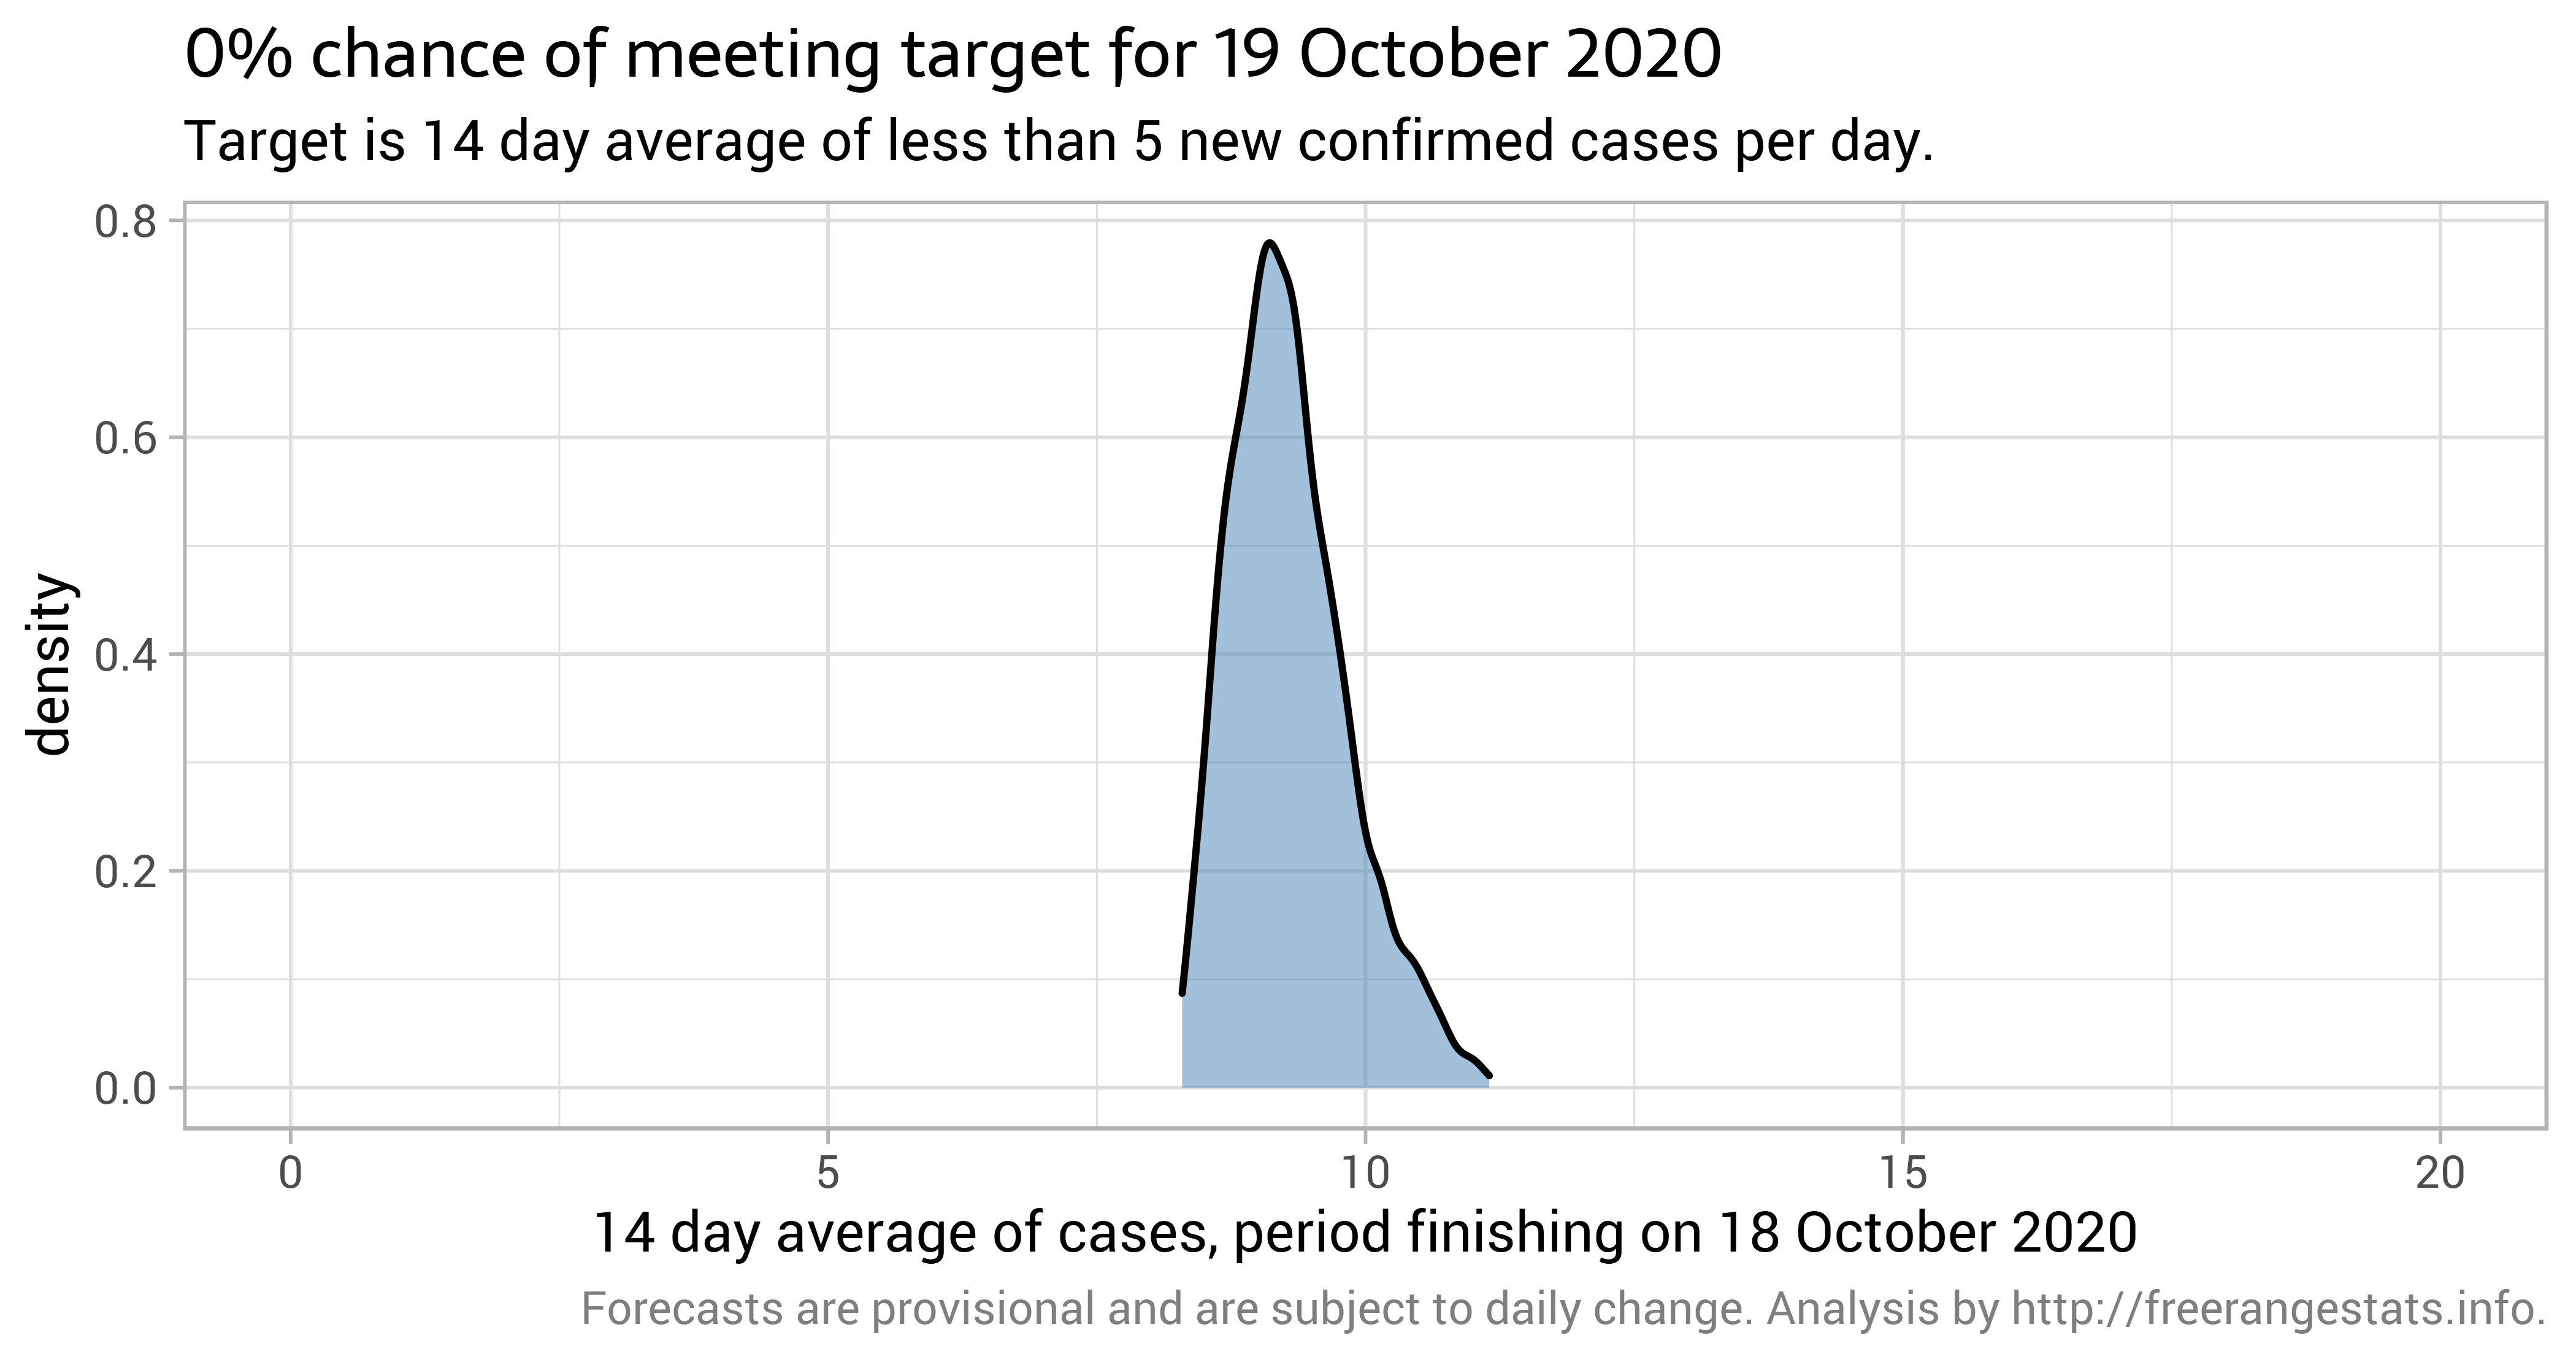 0% chance of meeting target for 19 October 2020
Target is 14 day average of less than 5 new confirmed cases per day.
0.8
0.6
0.4
0.2
0.0
density
0 5 10 15 20
14 day average of cases, period finishing on 18 October 2020
Forecasts are provisional and are subject to daily change. Analysis by http://freerangestats.info.